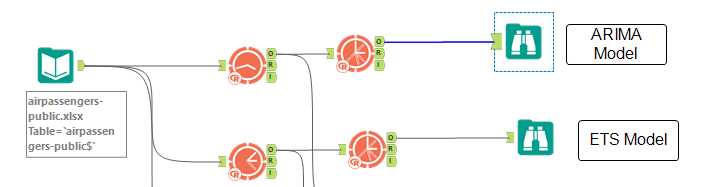 O
R
I
O
R
I
ARIMA
Model
airpassengers-
public.xlsx
Table=`airpassen
gers-public$`
O
R
I
O
R
I
ETS Model
R
R
R
R